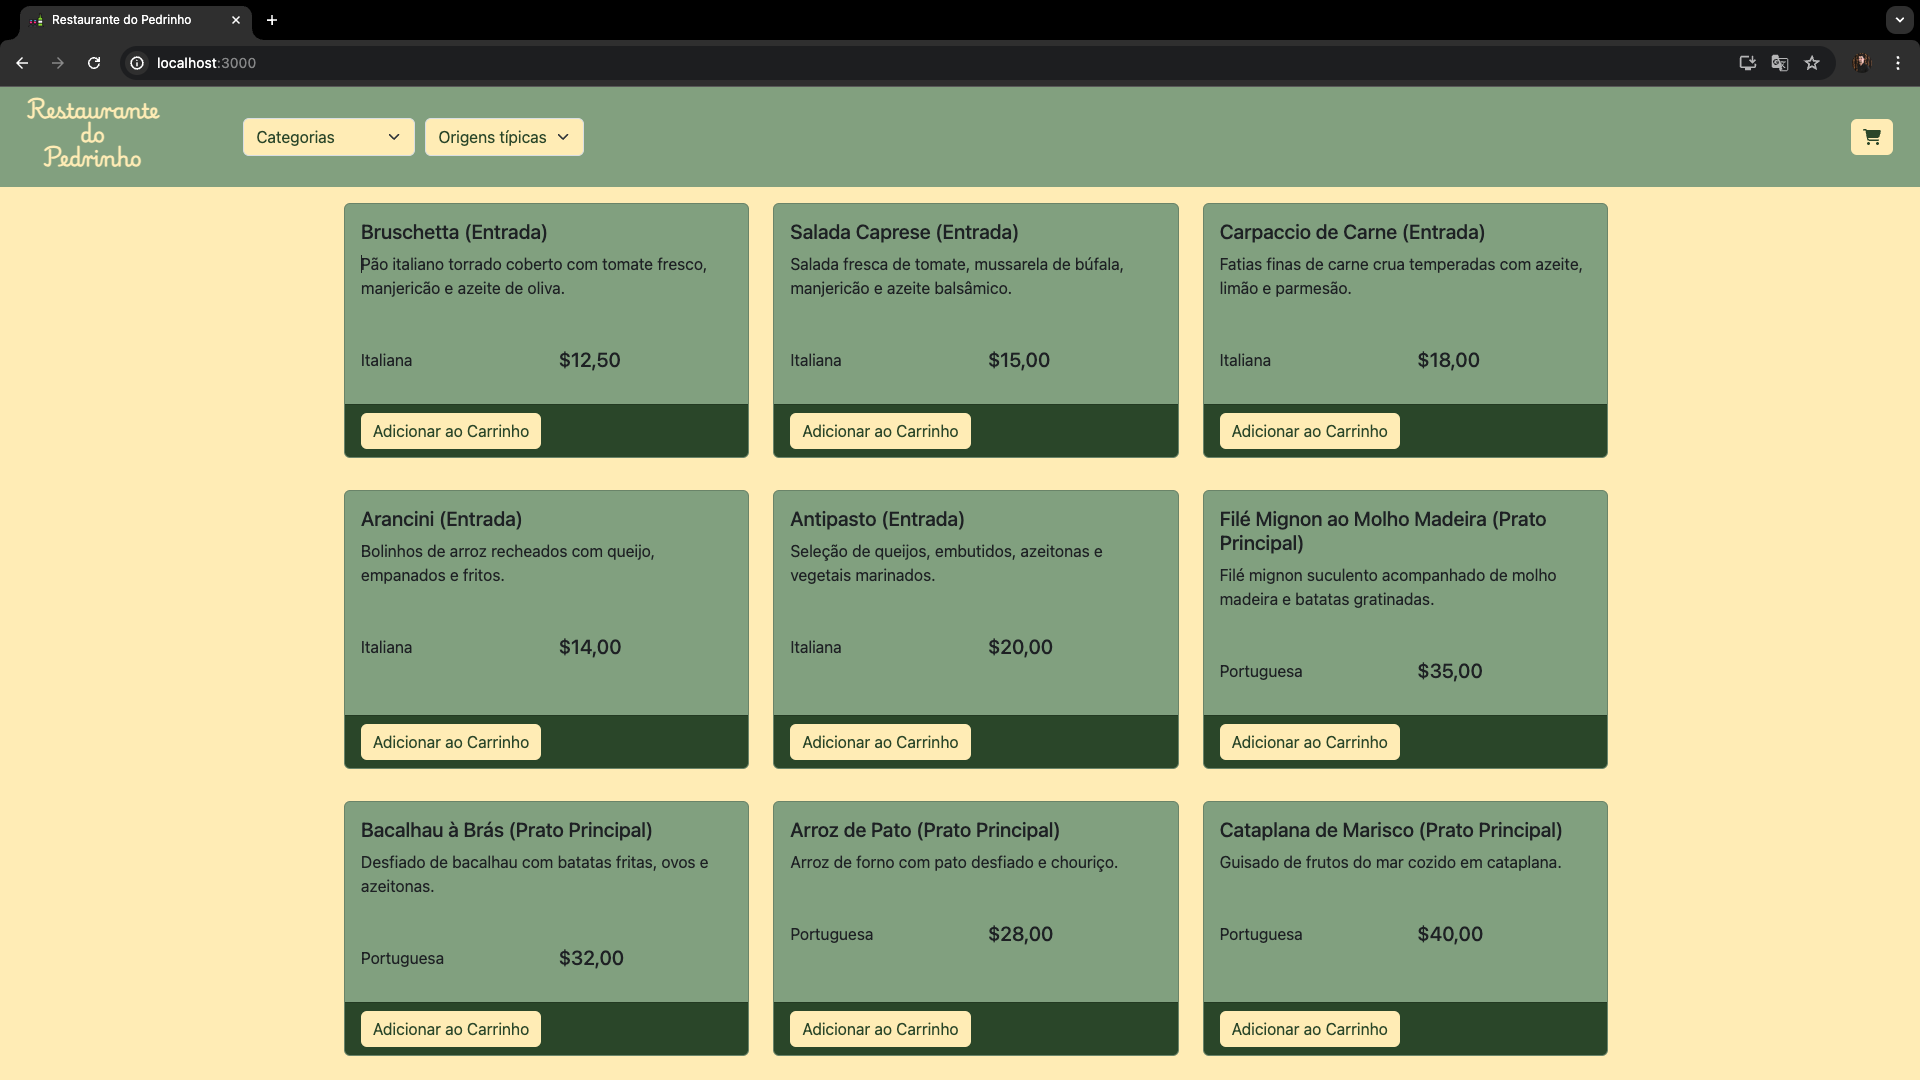 Restaurante do Pedrinho
localhost:3000
Restaurante
do
Pedrinho
Categorias
Origens típicas
Bruschetta (Entrada)
Pão italiano torrado coberto com tomate fresco,
manjericão e azeite de oliva.
Italiana
$12,50
Adicionar ao Carrinho
Salada Caprese (Entrada)
Salada fresca de tomate, mussarela de búfala,
manjericão e azeite balsâmico.
Italiana
$15,00
Adicionar ao Carrinho
Carpaccio de Carne (Entrada)
Fatias finas de carne crua temperadas com azeite,
limão e parmesão.
Italiana
$18,00
Adicionar ao Carrinho
Arancini (Entrada)
Bolinhos de arroz recheados com queijo,
empanados e fritos.
Italiana
$14,00
Adicionar ao Carrinho
Antipasto (Entrada)
Seleção de queijos, embutidos, azeitonas e
vegetais marinados.
Italiana
$20,00
Adicionar ao Carrinho
Filé Mignon ao Molho Madeira (Prato
Principal)
Filé mignon suculento acompanhado de molho
madeira e batatas gratinadas.
Portuguesa
$35,00
Adicionar ao Carrinho
Bacalhau à Brás (Prato Principal)
Desfiado de bacalhau com batatas fritas, ovos e
azeitonas.
Portuguesa
$32,00
Adicionar ao Carrinho
Arroz de Pato (Prato Principal)
Arroz de forno com pato desfiado e chouriço.
Portuguesa
$28,00
Adicionar ao Carrinho
Cataplana de Marisco (Prato Principal)
Guisado de frutos do mar cozido em cataplana.
Portuguesa
$40,00
Adicionar ao Carrinho